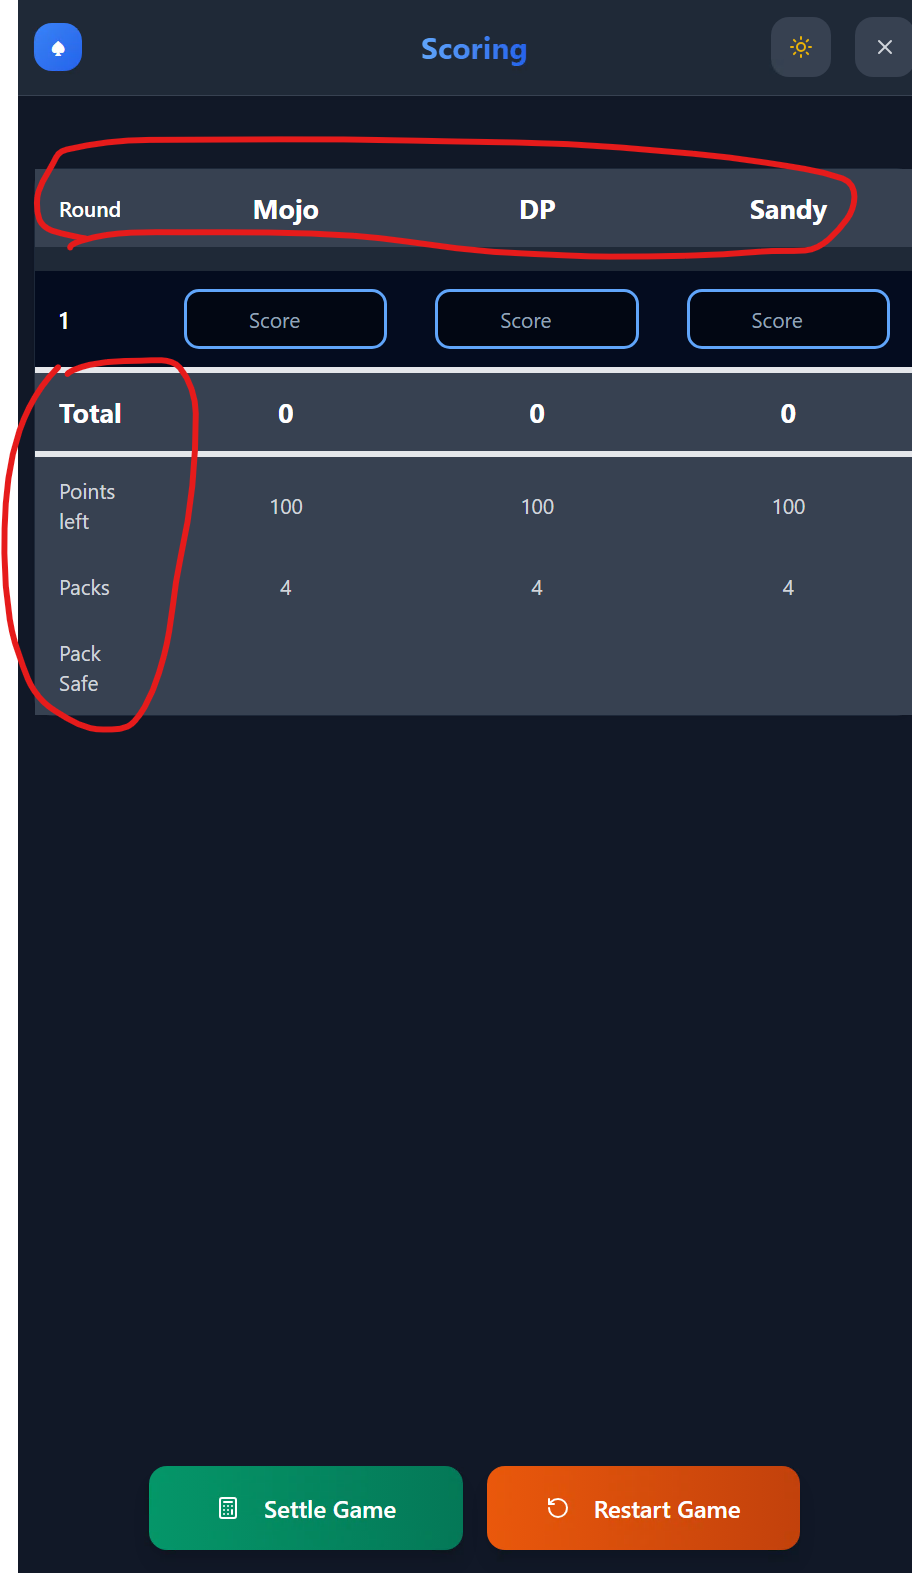 Scoring
Round Mojo DP Sandy
1 Score Score Score
Total 0 0 0
Points
left 100 100 100
Packs 4 4 4
Pack
Safe
Settle Game Restart Game